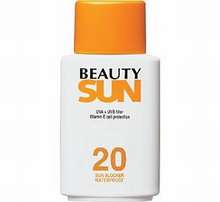 BEAUTY
SUN
UVA + UVB filter
Vitamin E cell protection
20
SUN BLOCKER
WATERPROOF